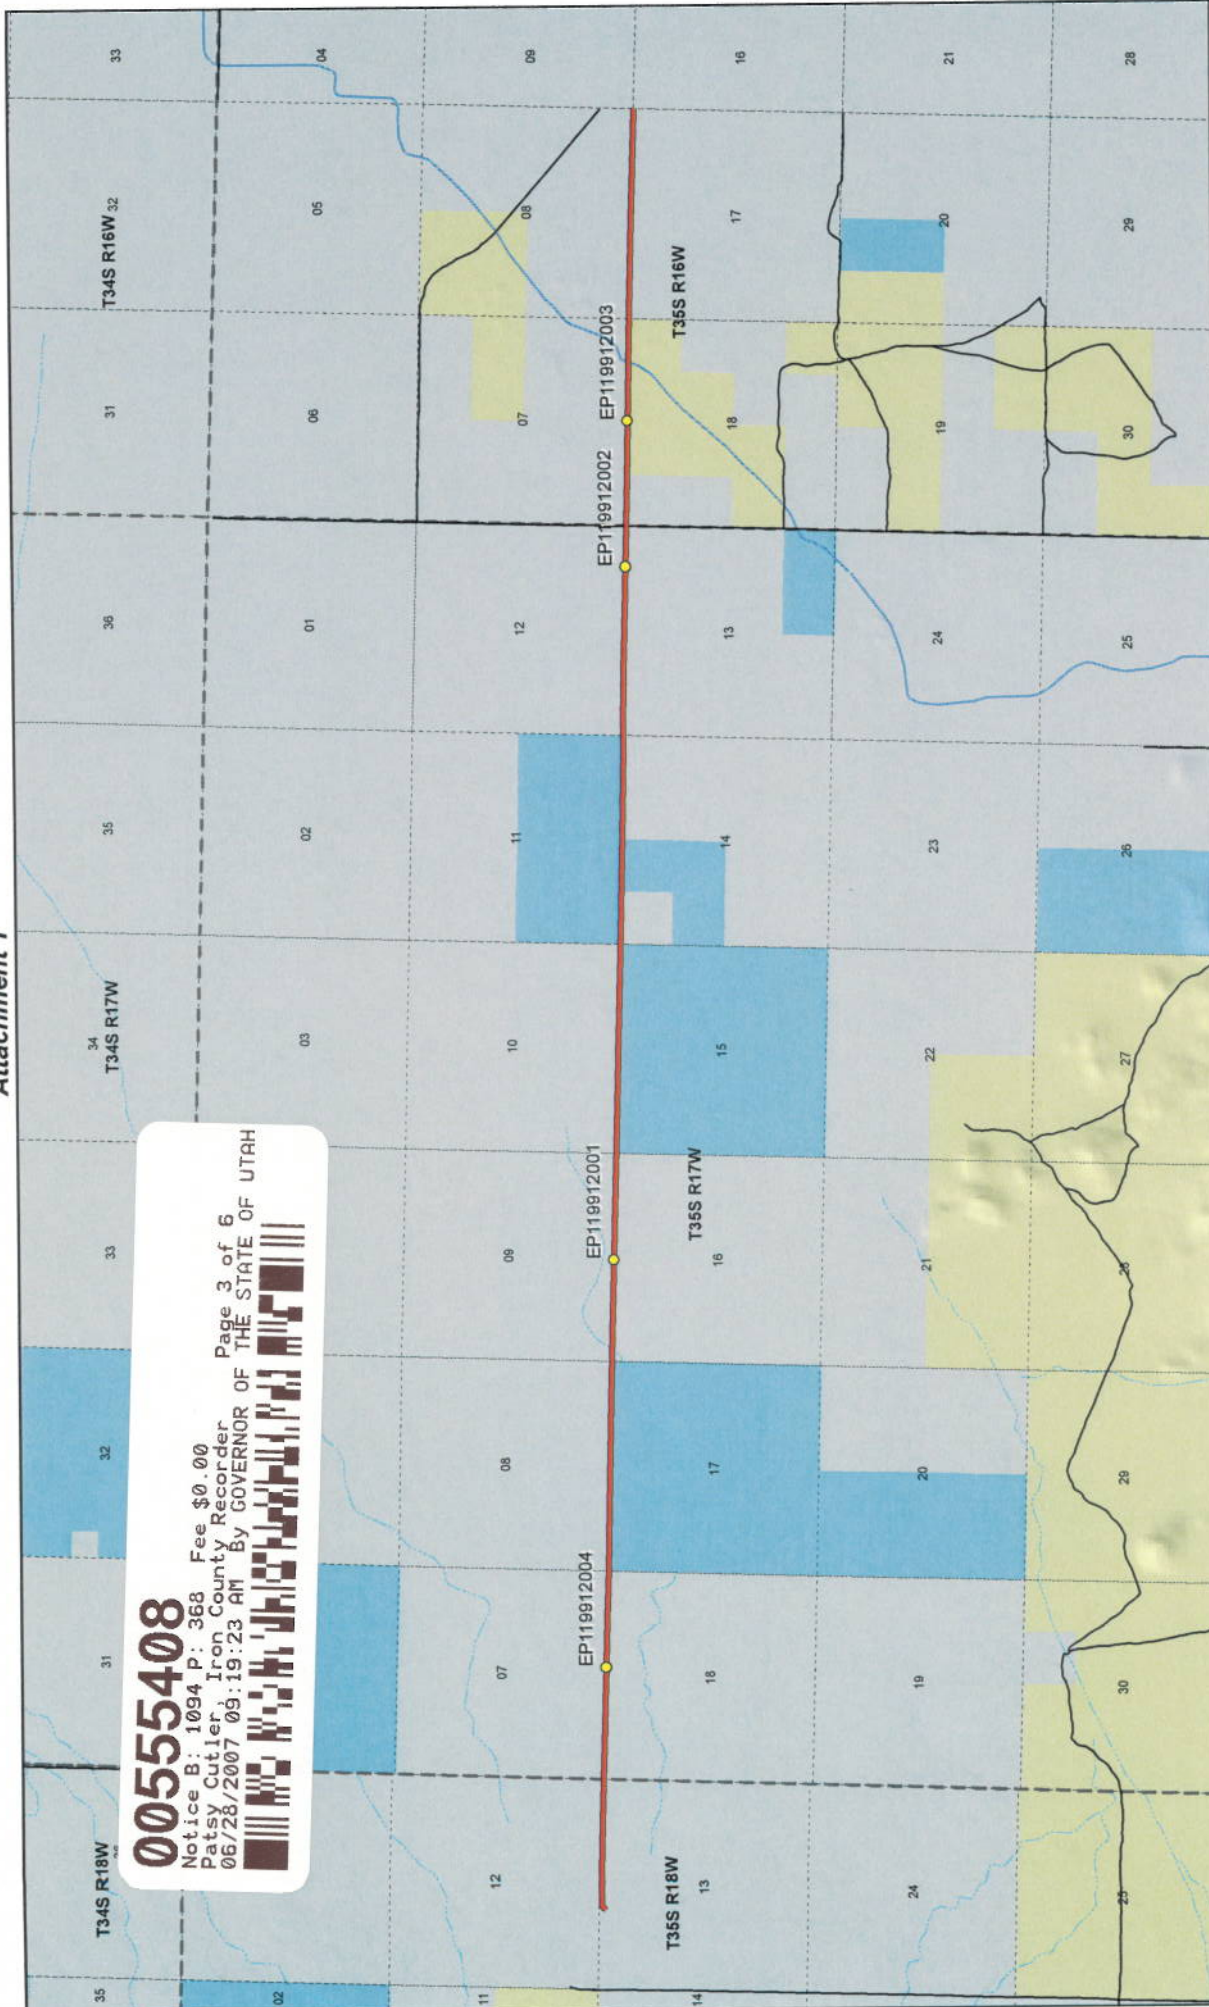 Attachment 1
35 T34S R18W 31 32 33 34 T34S R17W 35 36 31 T34S R16W 32 33
00555408
Notice B: 1094 P: 368 Fee $0.00
Patsy Cutler, Iron County Recorder Page 3 of 6
06/28/2007 09:19:23 AM By GOVERNOR OF THE STATE OF UTAH
02 03 02 01 06 05 04
11 12 07 08 09 10 11 12 07 08 09
EP119912004 EP119912001 EP119912002 EP119912003
T35S R18W T35S R17W T35S R16W
14 13 18 17 16 15 14 13 18 17 16
24 19 20 21 22 23 24 19 20 21
25 30 29 28 27 26 25 30 29 28